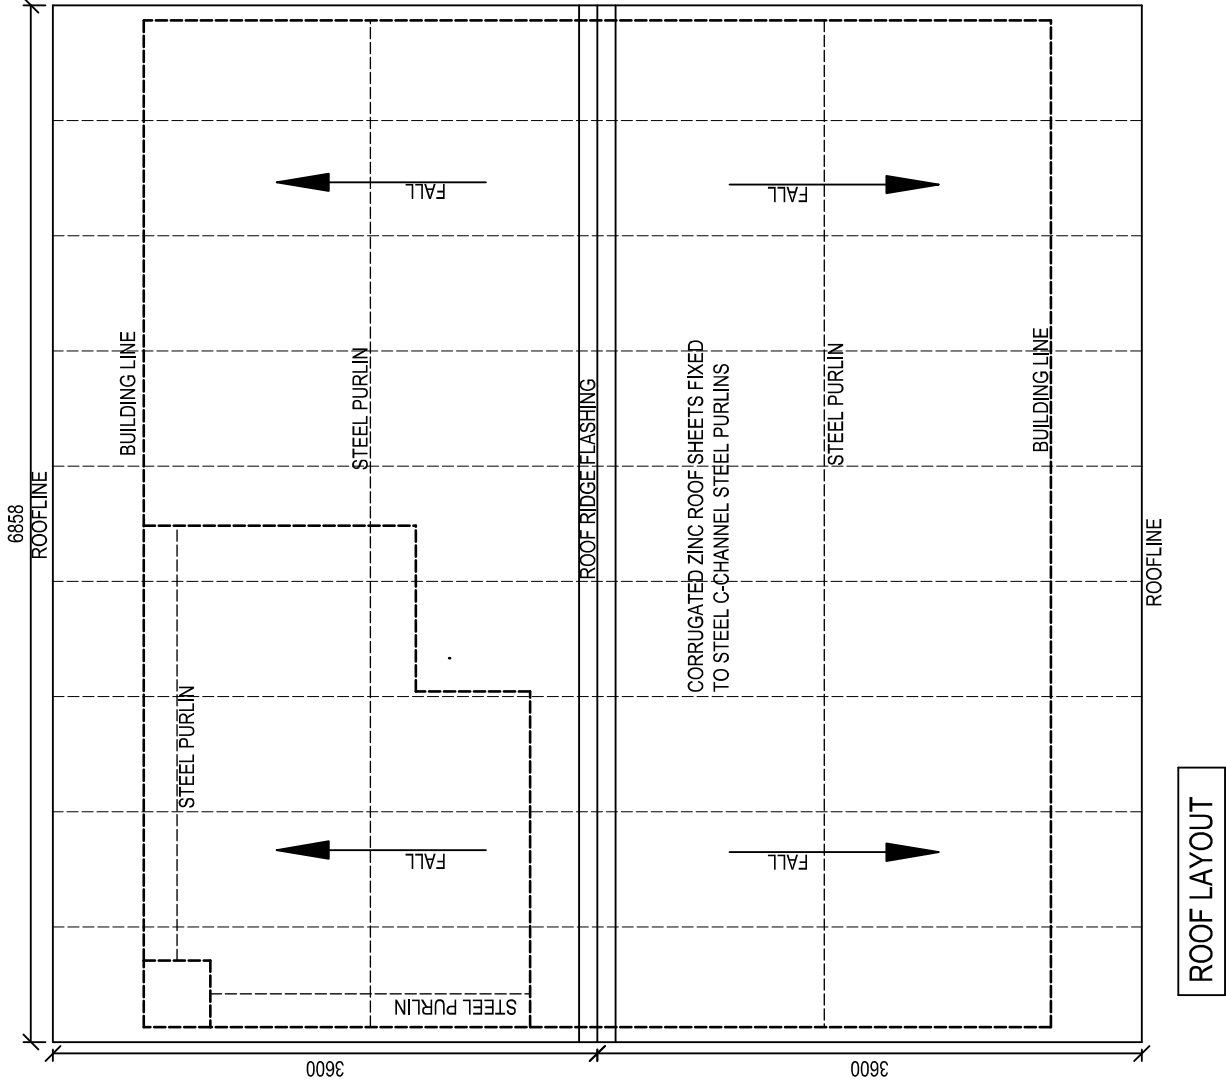 6858
ROOFLINE
BUILDING LINE
STEEL PURLIN
STEEL PURLIN
STEEL PURLIN
FALL
FALL
ROOF RIDGE FLASHING
CORRUGATED ZINC ROOF SHEETS FIXED
TO STEEL C-CHANNEL STEEL PURLINS
STEEL PURLIN
FALL
FALL
BUILDING LINE
ROOFLINE
3600
3600
ROOF LAYOUT